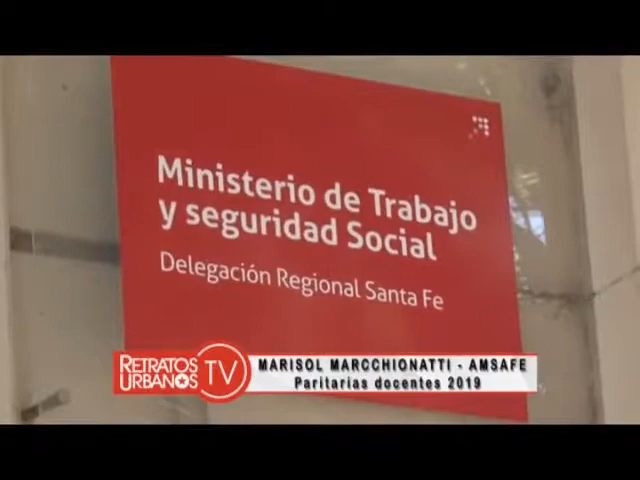 Ministerio de Trabajo
y seguridad Social
Delegación Regional Santa Fe
RETRATOS
URBANOS
TV
MARISOL MARCCHIONATTI - AMSAFE
Paritarias docentes 2019